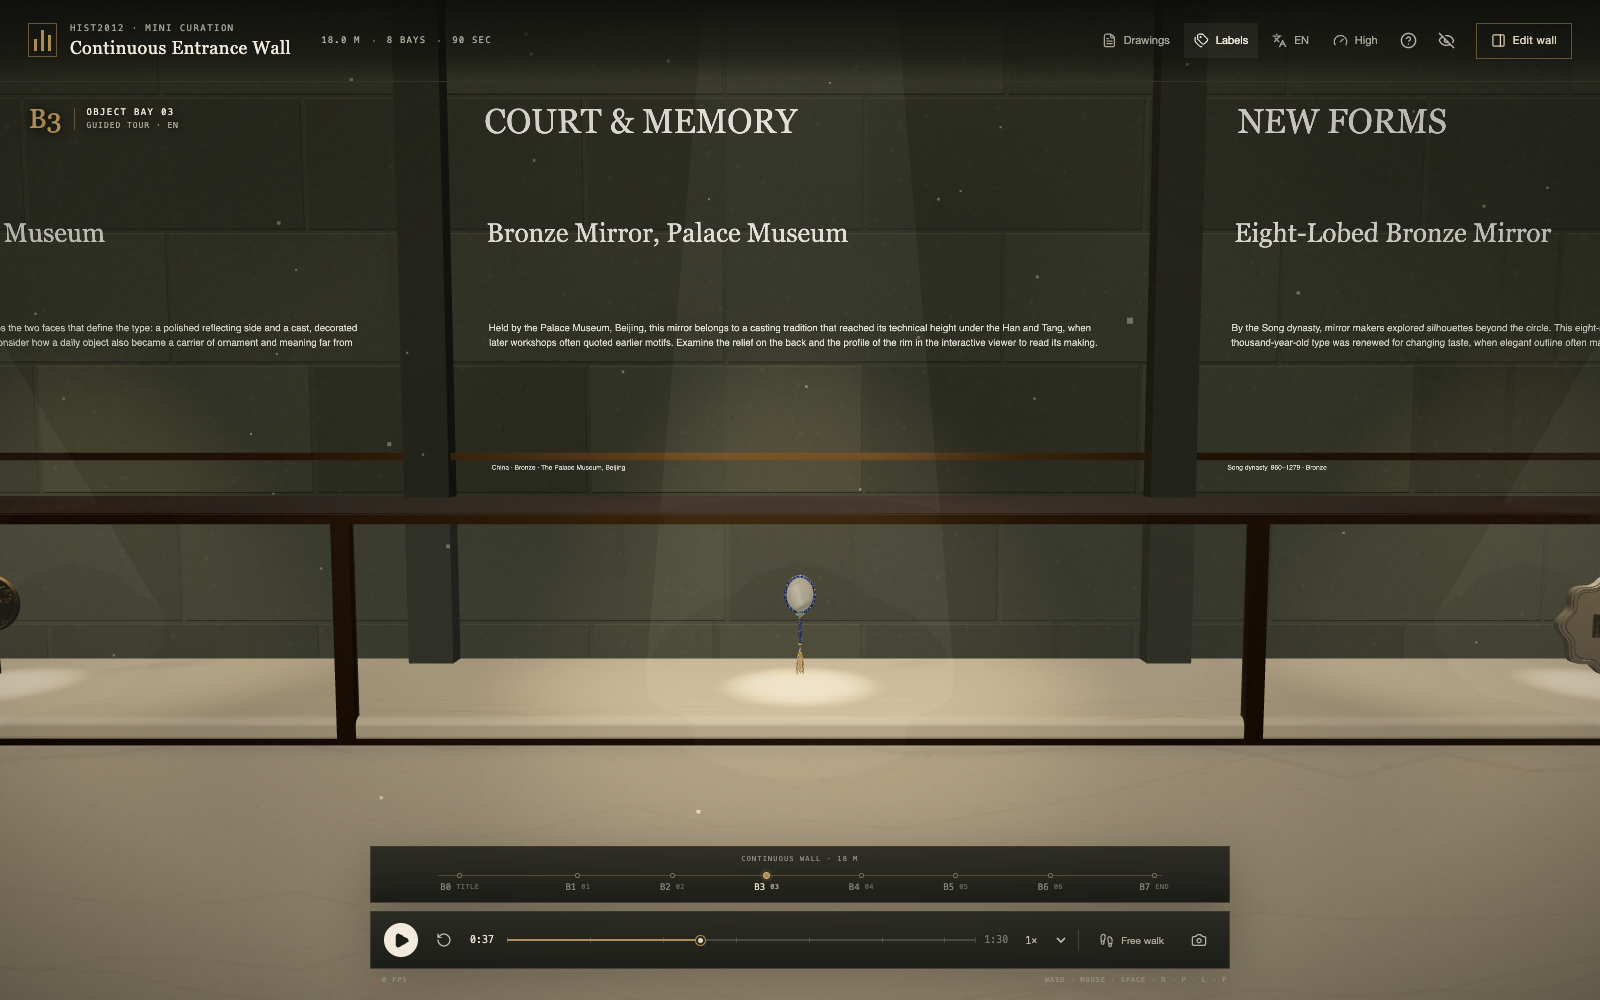 HIST2012 · MINI CURATION
Continuous Entrance Wall
18.0 M · 8 BAYS · 90 SEC
Drawings
Labels
EN
High
Edit wall
B3
OBJECT BAY 03
GUIDED TOUR · EN
COURT & MEMORY
NEW FORMS
Museum
Bronze Mirror, Palace Museum
Eight-Lobed Bronze Mirror
s the two faces that define the type: a polished reflecting side and a cast, decorated
onsider how a daily object also became a carrier of ornament and meaning far from
Held by the Palace Museum, Beijing, this mirror belongs to a casting tradition that reached its technical height under the Han and Tang, when
later workshops often quoted earlier motifs. Examine the relief on the back and the profile of the rim in the interactive viewer to read its making.
By the Song dynasty, mirror makers explored silhouettes beyond the circle. This eight-
thousand-year-old type was renewed for changing taste, when elegant outline often ma
China · Bronze · The Palace Museum, Beijing
Song dynasty, 960–1279 · Bronze
CONTINUOUS WALL · 18 M
B0 TITLE
B1 01
B2 02
B3 03
B4 04
B5 05
B6 06
B7 END
0:37
1:30
1×
Free walk
0 FPS
WASD · MOUSE · SPACE · R · P · L · F